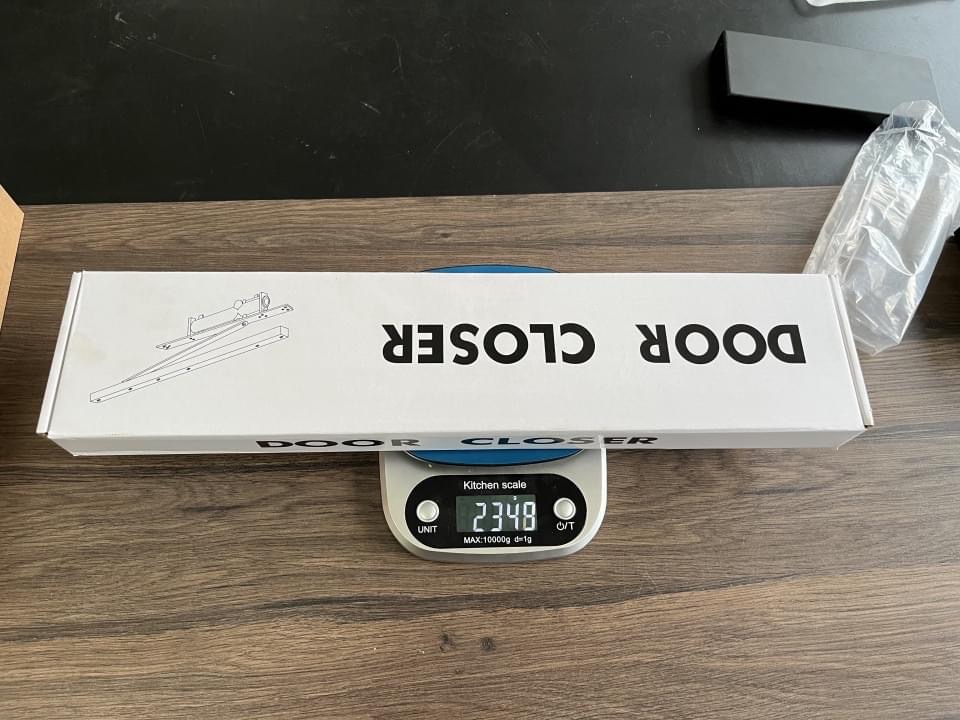 DOOR CLOSER
DOOR CLOSER
Kitchen scale
2348
UNIT
⏻/T
MAX:10000g d=1g